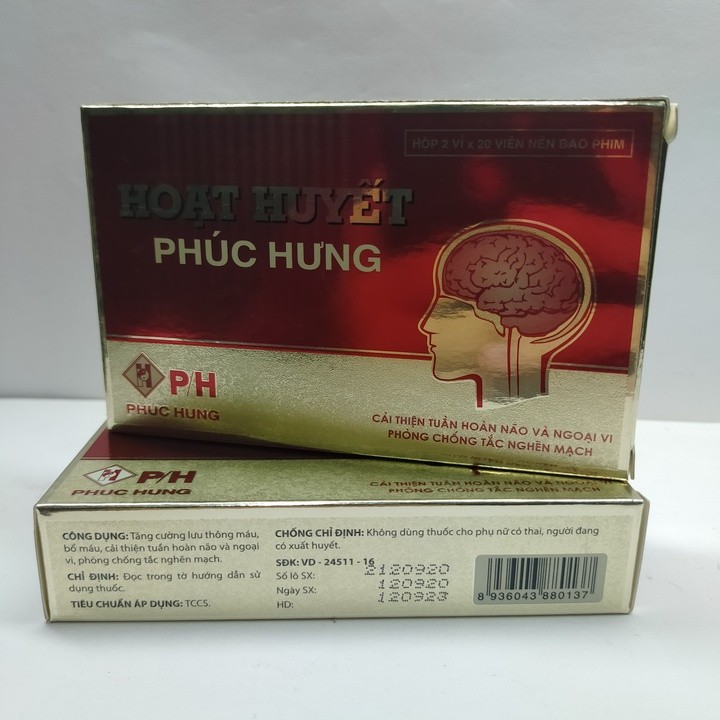 HỘP 2 VỈ x 20 VIÊN NÉN BAO PHIM
HOẠT HUYẾT
PHÚC HƯNG
P/H
PHUC HUNG
CẢI THIỆN TUẦN HOÀN NÃO VÀ NGOẠI VI
PHÒNG CHỐNG TẮC NGHẼN MẠCH
P/H
PHUC HUNG
CẢI THIỆN TUẦN HOÀN NÃO VÀ NGOẠI VI
PHÒNG CHỐNG TẮC NGHẼN MẠCH
CÔNG DỤNG: Tăng cường lưu thông máu,
bổ máu, cải thiện tuần hoàn não và ngoại
vi, phòng chống tắc nghẽn mạch.
CHỈ ĐỊNH: Đọc trong tờ hướng dẫn sử
dụng thuốc.
TIÊU CHUẨN ÁP DỤNG: TCCS.
CHỐNG CHỈ ĐỊNH: Không dùng thuốc cho phụ nữ có thai, người đang
có xuất huyết.
SĐK: VD - 24511 - 16
Số lô SX: 2120920
Ngày SX: 120920
HD: 120923
8 936043 880137